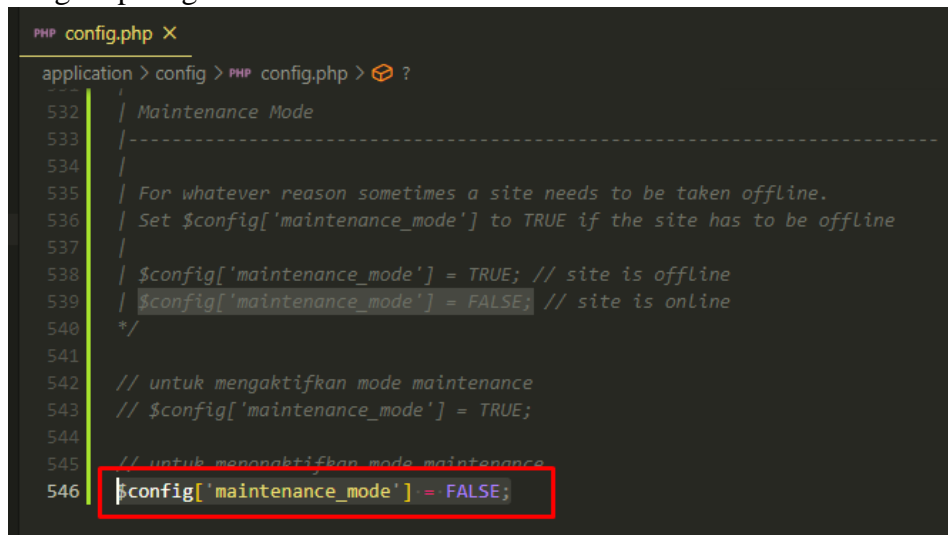 PHP config.php ×
application > config > PHP config.php > ?
532 | Maintenance Mode
533 |--------------------------------------------------------------------------
534 |
535 | For whatever reason sometimes a site needs to be taken offline.
536 | Set $config['maintenance_mode'] to TRUE if the site has to be offline
537 |
538 | $config['maintenance_mode'] = TRUE; // site is offline
539 | $config['maintenance_mode'] = FALSE; // site is online
540 */
541
542 // untuk mengaktifkan mode maintenance
543 // $config['maintenance_mode'] = TRUE;
544
545 // untuk menonaktifkan mode maintenance
546 $config['maintenance_mode'] = FALSE;